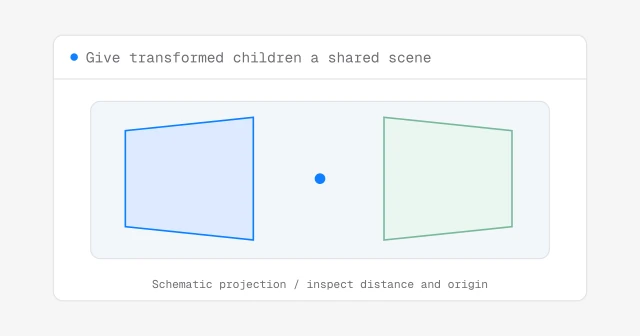 Give transformed children a shared scene
Schematic projection / inspect distance and origin